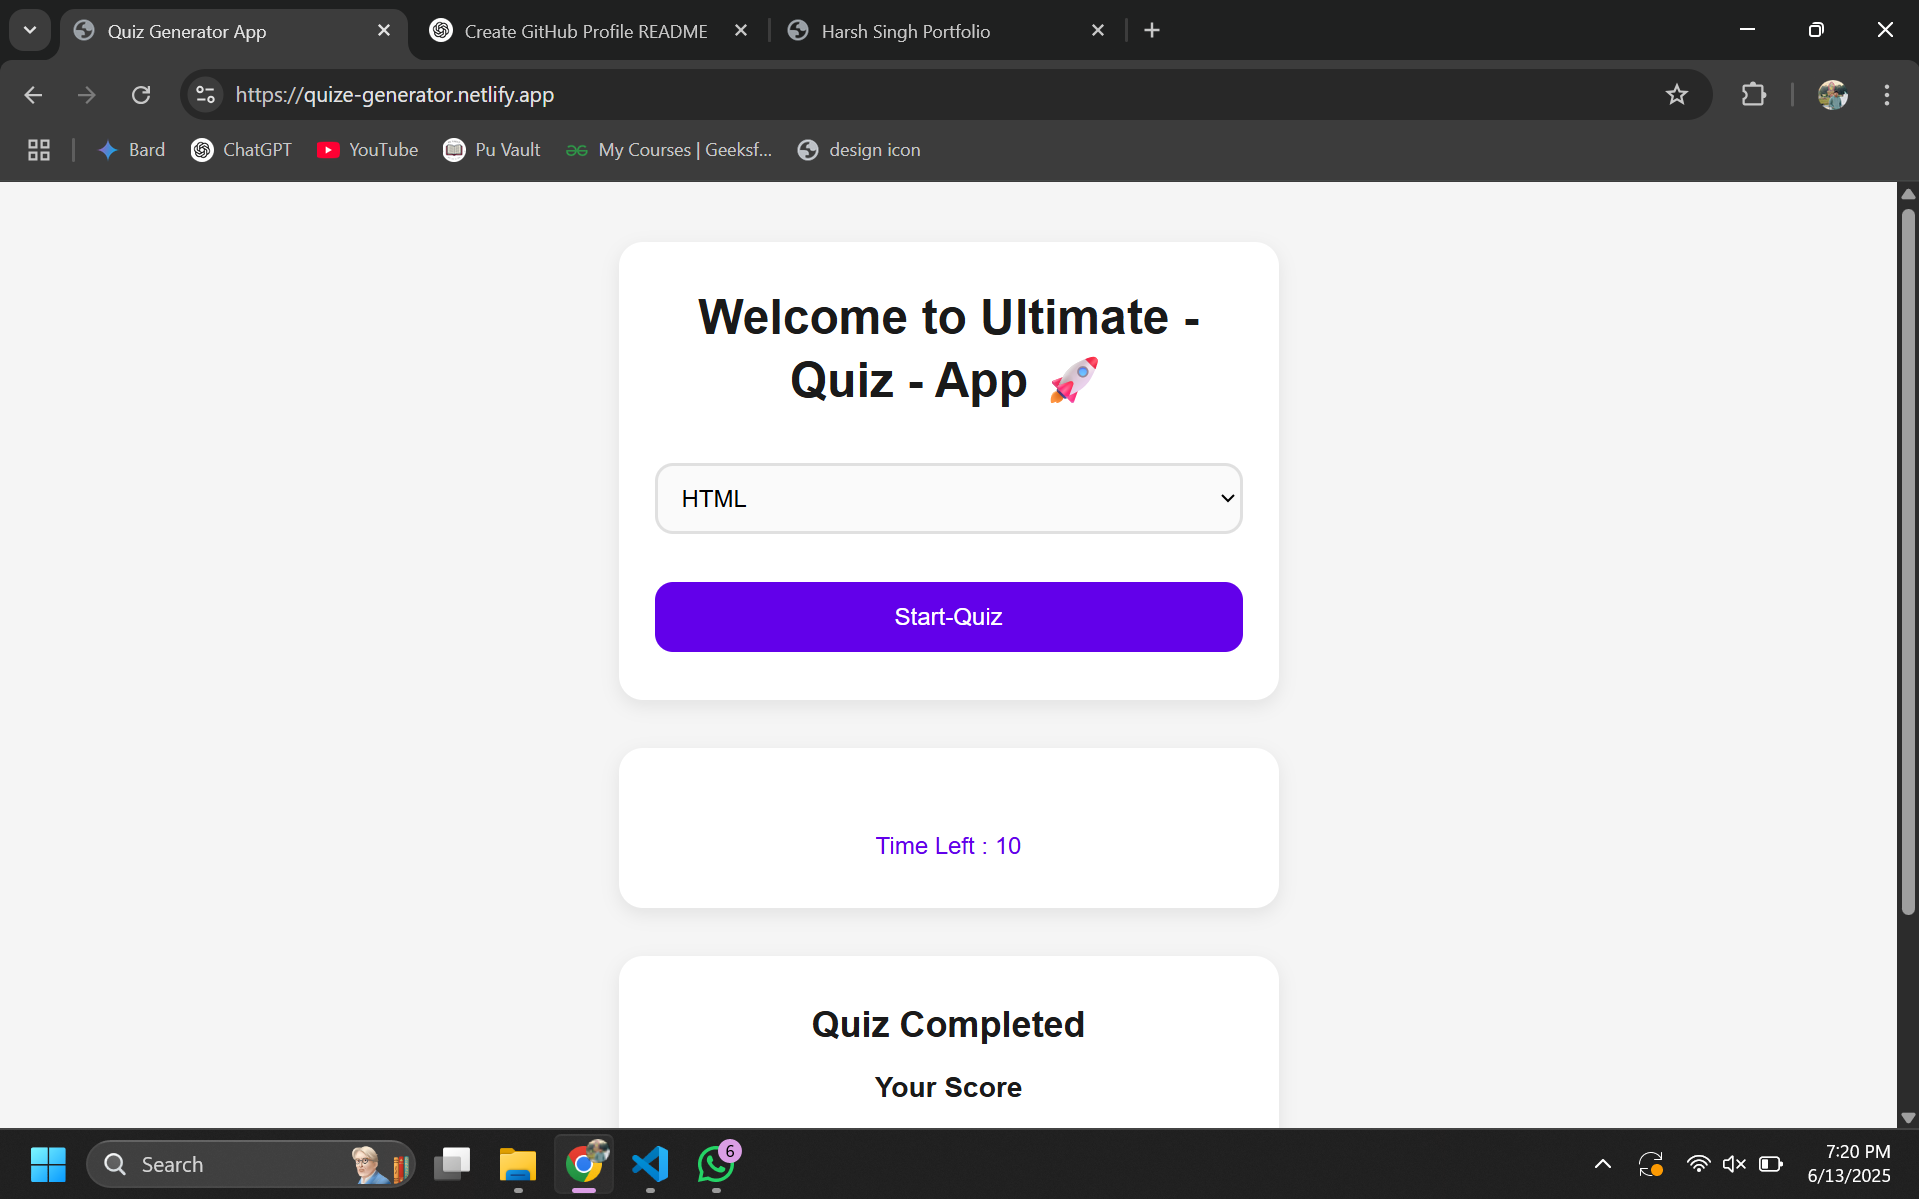 Quiz Generator App
Create GitHub Profile README
Harsh Singh Portfolio
https://quize-generator.netlify.app
Bard
ChatGPT
YouTube
Pu Vault
My Courses | Geeksf...
design icon
Welcome to Ultimate -
Quiz - App 🚀
HTML
Start-Quiz
Time Left : 10
Quiz Completed
Your Score
Search
6
7:20 PM
6/13/2025